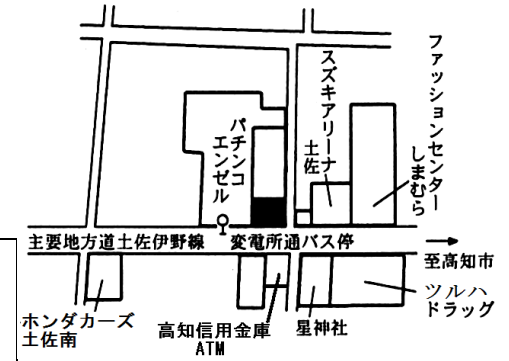 ファッションセンター
しまむら
スズキアリーナ
土佐
パチンコ
エンゼル
主要地方道土佐伊野線　変電所通バス停
至高知市
ホンダカーズ
土佐南
高知信用金庫
ATM
星神社
ツルハ
ドラッグ